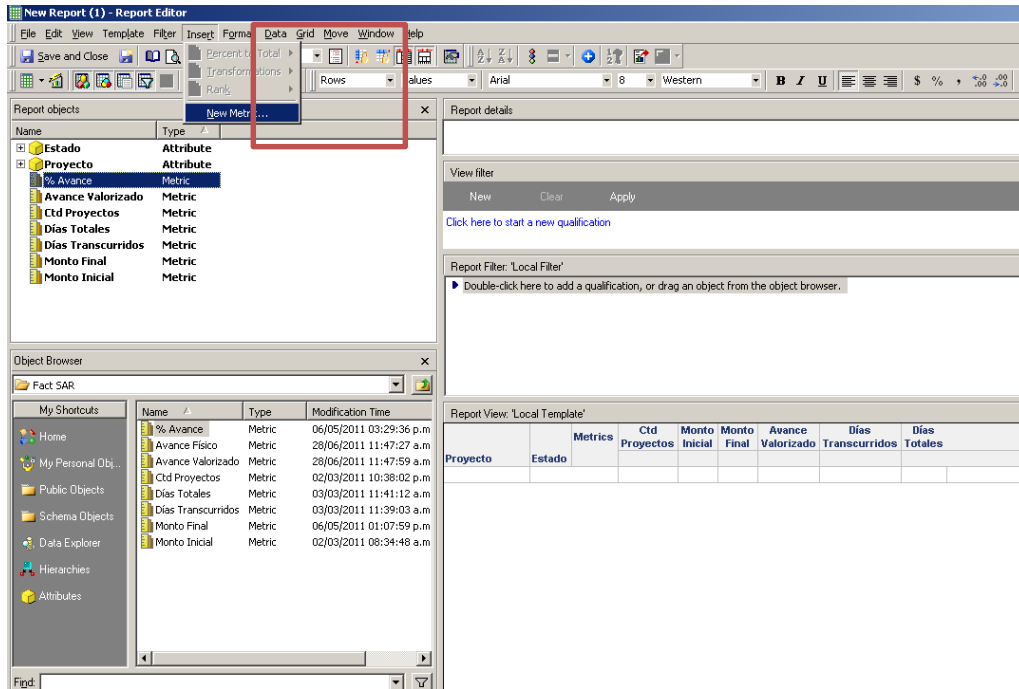 New Report (1) - Report Editor
File Edit View Template Filter Insert Forma Data Grid Move Window Help
Save and Close
Percent to Total
Transformations
Rank
New Metric...
Rows
alues
Arial
8
Western
B I U
$ % ,
Report objects
Name Type
Estado Attribute
Proyecto Attribute
% Avance Metric
Avance Valorizado Metric
Ctd Proyectos Metric
Días Totales Metric
Días Transcurridos Metric
Monto Final Metric
Monto Inicial Metric
Object Browser
Fact SAR
My Shortcuts
Home
My Personal Obj...
Public Objects
Schema Objects
Data Explorer
Hierarchies
Attributes
Name Type Modification Time
% Avance Metric 06/05/2011 03:29:36 p.m
Avance Físico Metric 28/06/2011 11:47:27 a.m
Avance Valorizado Metric 28/06/2011 11:47:59 a.m
Ctd Proyectos Metric 02/03/2011 10:38:02 p.m
Días Totales Metric 03/03/2011 11:41:12 a.m
Días Transcurridos Metric 03/03/2011 11:39:03 a.m
Monto Final Metric 06/05/2011 01:07:59 p.m
Monto Inicial Metric 02/03/2011 08:34:48 a.m
Find:
Report details
View filter
New Clear Apply
Click here to start a new qualification
Report Filter: 'Local Filter'
Double-click here to add a qualification, or drag an object from the object browser.
Report View: 'Local Template'
Metrics
Ctd Proyectos
Monto Inicial
Monto Final
Avance Valorizado
Días Transcurridos
Días Totales
Proyecto Estado